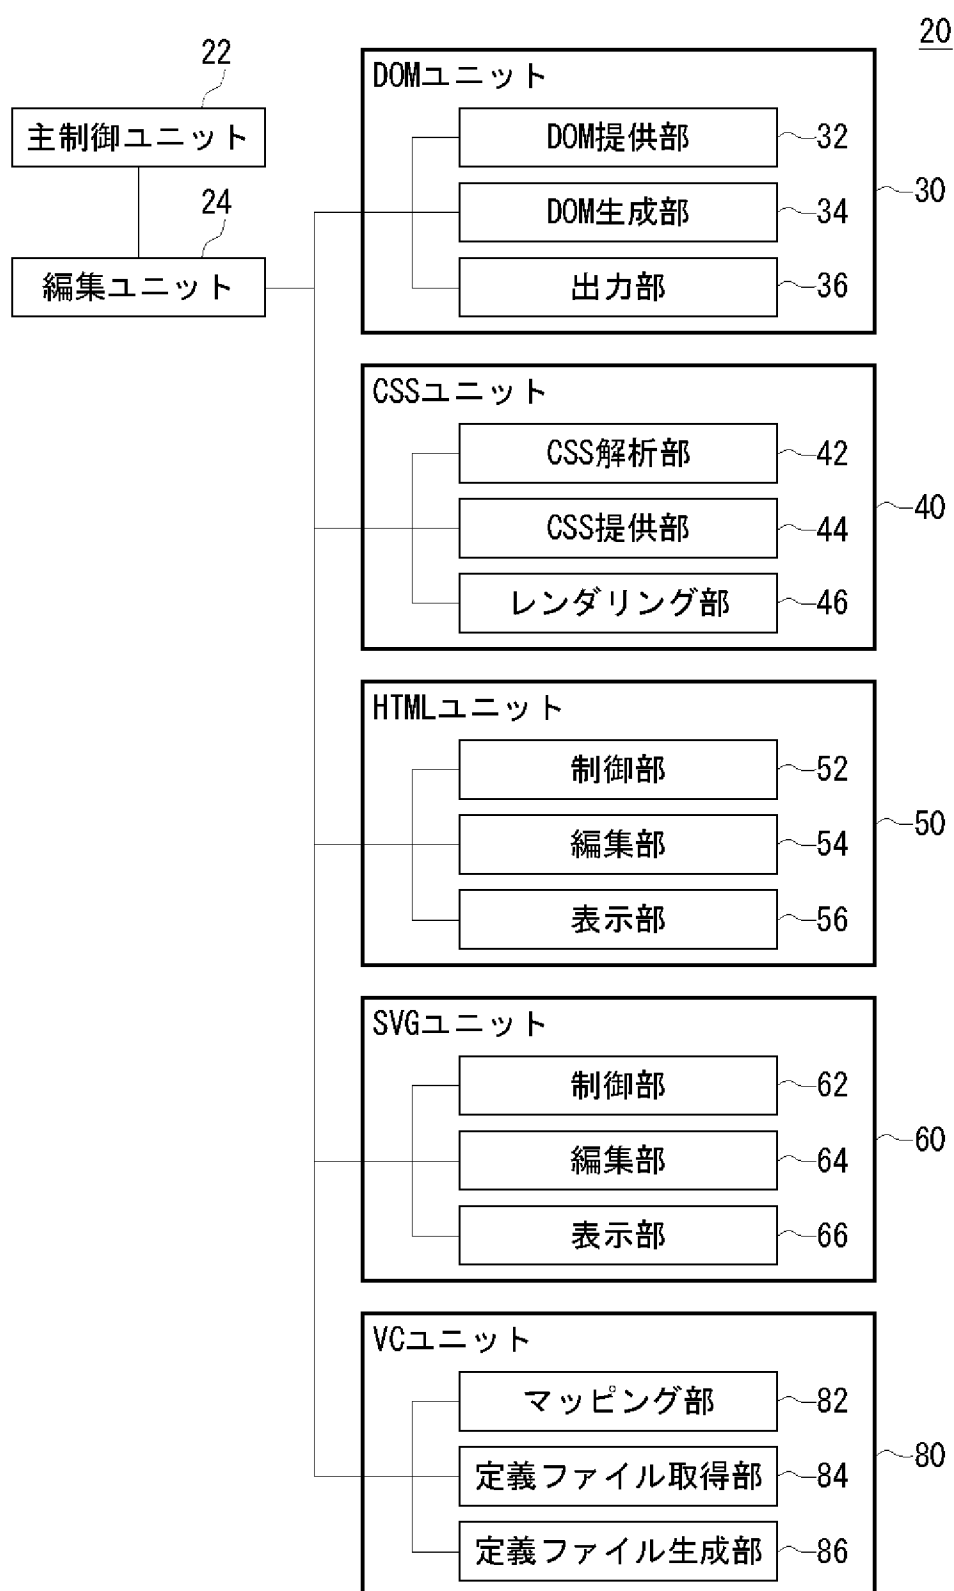 20
22
主制御ユニット
24
編集ユニット
DOMユニット
DOM提供部
32
DOM生成部
34
出力部
36
30
CSSユニット
CSS解析部
42
CSS提供部
44
レンダリング部
46
40
HTMLユニット
制御部
52
編集部
54
表示部
56
50
SVGユニット
制御部
62
編集部
64
表示部
66
60
VCユニット
マッピング部
82
定義ファイル取得部
84
定義ファイル生成部
86
80